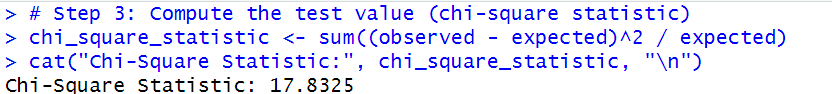 > # Step 3: Compute the test value (chi-square statistic)
> chi_square_statistic <- sum((observed - expected)^2 / expected)
> cat("Chi-Square Statistic:", chi_square_statistic, "\n")
Chi-Square Statistic: 17.8325